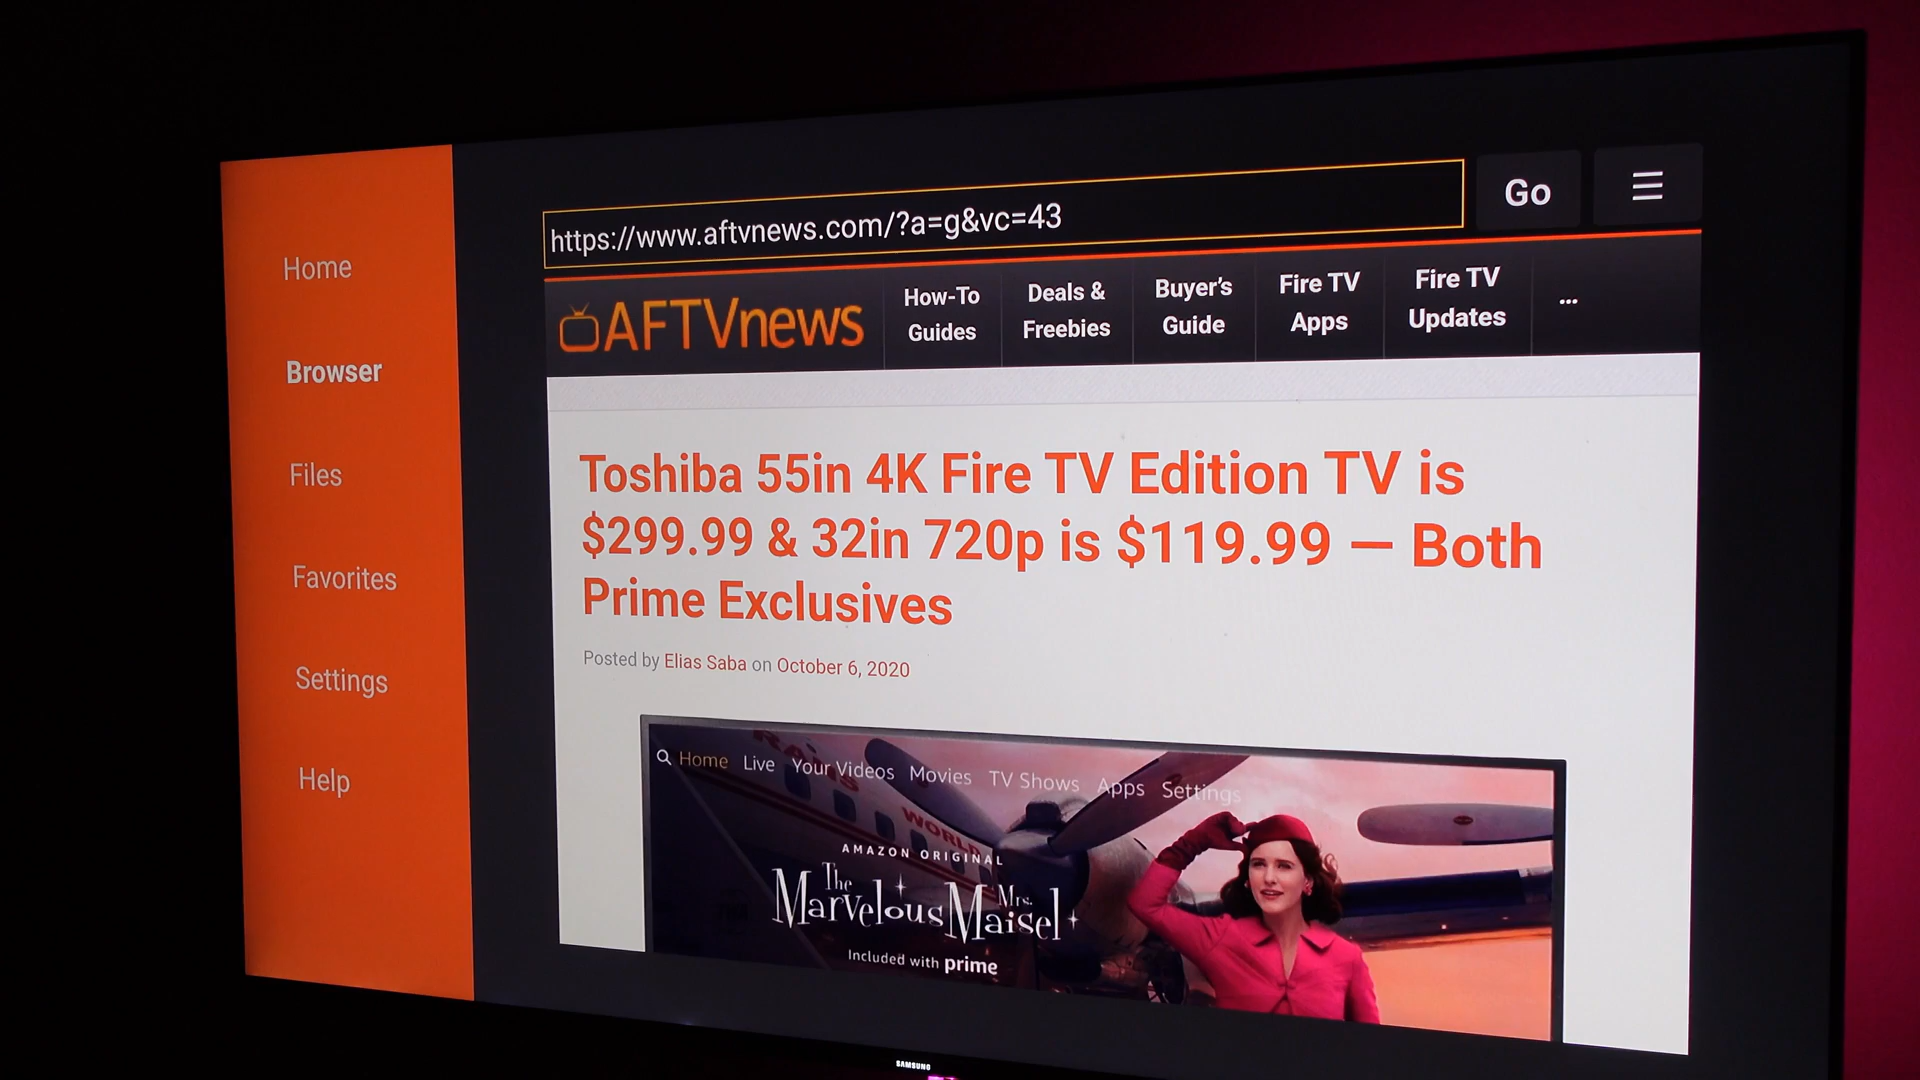 https://www.aftvnews.com/?a=g&vc=43
Go
Home
Browser
Files
Favorites
Settings
Help
AFTVnews
How-To
Guides
Deals &
Freebies
Buyer's
Guide
Fire TV
Apps
Fire TV
Updates
...
Toshiba 55in 4K Fire TV Edition TV is
$299.99 & 32in 720p is $119.99 — Both
Prime Exclusives
Posted by Elias Saba on October 6, 2020
Home Live Your Videos Movies TV Shows Apps Settings
WORLD
AMAZON ORIGINAL
The Marvelous Mrs. Maisel
Included with prime
SAMSUNG